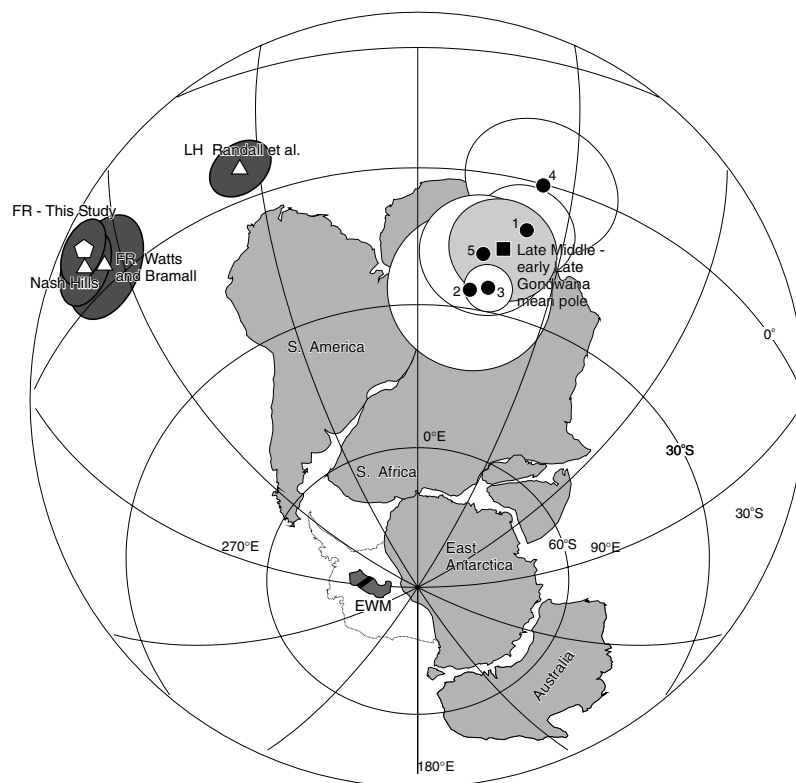 LH Randall et al.
4
FR - This Study
1
FR Watts
and Bramall
Nash Hills
5
Late Middle -
early Late
Gondwana
mean pole
2
3
0°
S. America
0°E
30°S
S. Africa
30°S
270°E
East
Antarctica
60°S
90°E
EWM
Australia
180°E